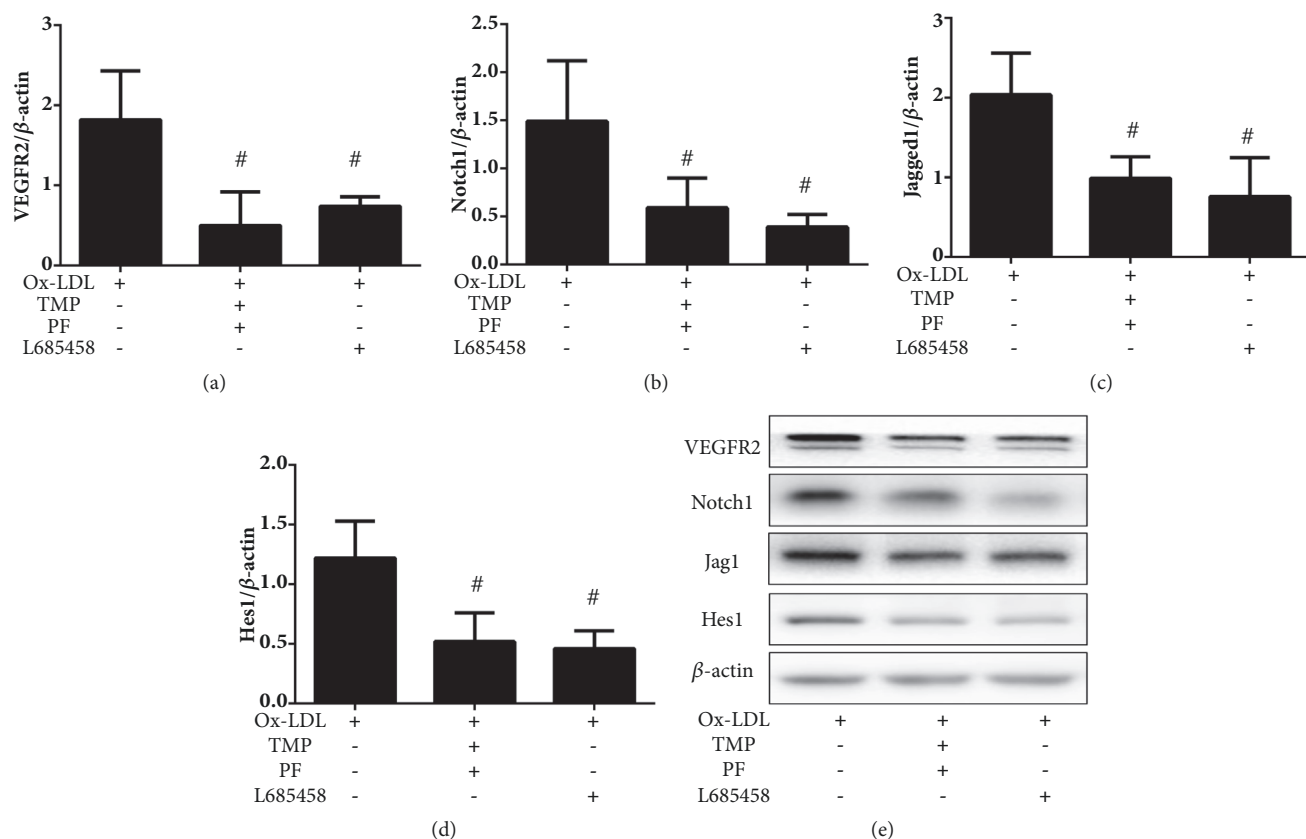 VEGFR2/β-actin
3
2
1
0
#
#
Ox-LDL + + +
TMP - + -
PF - + -
L685458 - - +
(a)
Notch1/β-actin
2.5
2.0
1.5
1.0
0.5
0.0
#
#
Ox-LDL + + +
TMP - + -
PF - + -
L685458 - - +
(b)
Jagged1/β-actin
3
2
1
0
#
#
Ox-LDL + + +
TMP - + -
PF - + -
L685458 - - +
(c)
Hes1/β-actin
2.0
1.5
1.0
0.5
0.0
#
#
Ox-LDL + + +
TMP - + -
PF - + -
L685458 - - +
(d)
VEGFR2
Notch1
Jag1
Hes1
β-actin
Ox-LDL + + +
TMP - + -
PF - + -
L685458 - - +
(e)